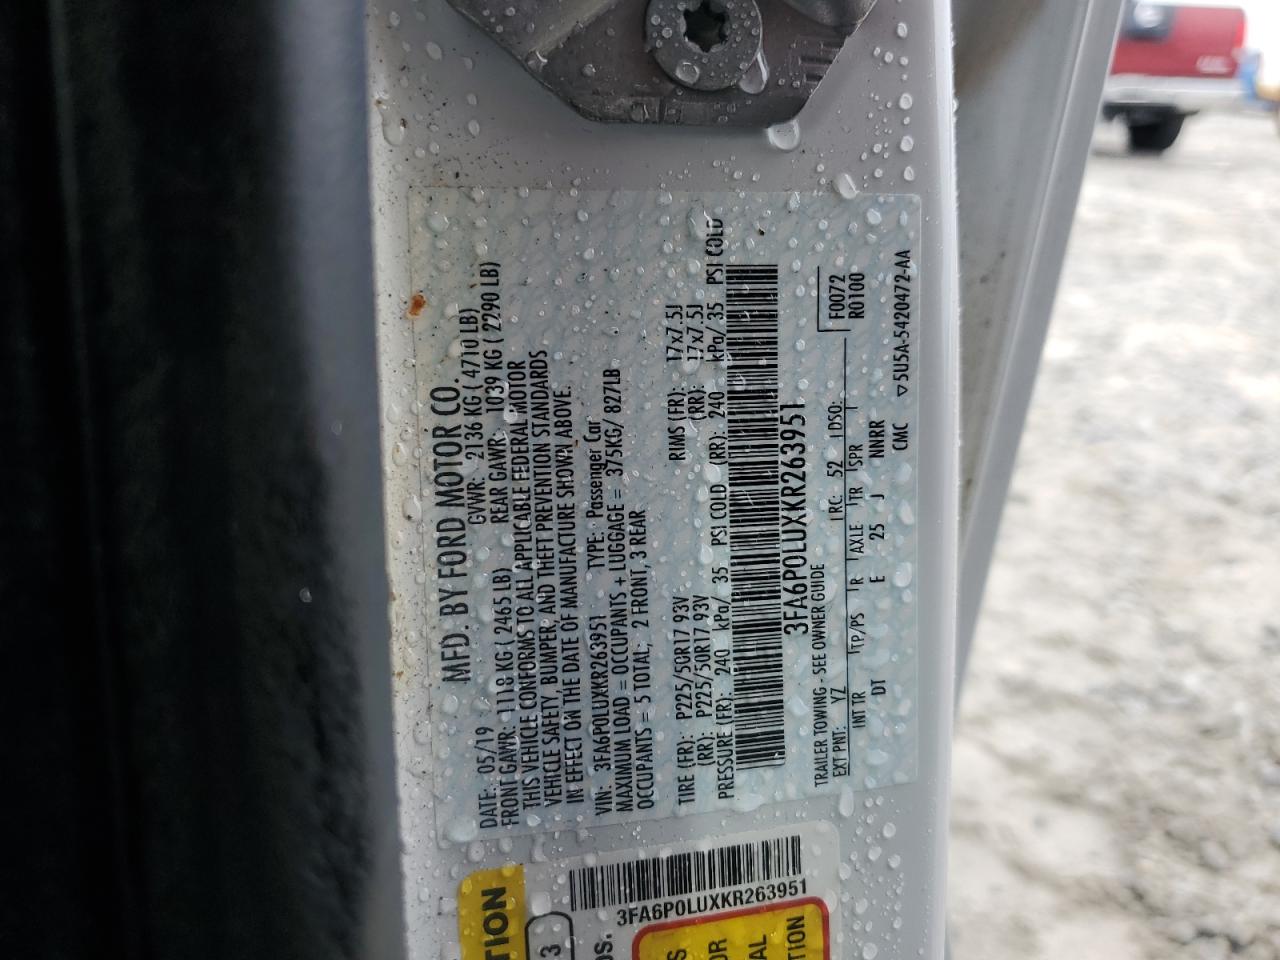 MFD. BY FORD MOTOR CO.
DATE: 05/19 GVWR: 2136 KG ( 4710 LB)
FRONT GAWR: 1118 KG ( 2465 LB) REAR GAWR: 1039 KG ( 2290 LB)
THIS VEHICLE CONFORMS TO ALL APPLICABLE FEDERAL MOTOR
VEHICLE SAFETY, BUMPER, AND THEFT PREVENTION STANDARDS
IN EFFECT ON THE DATE OF MANUFACTURE SHOWN ABOVE.
VIN: 3FA6P0LUXKR263951 TYPE: Passenger Car
MAXIMUM LOAD = OCCUPANTS + LUGGAGE = 375KG/ 827LB
OCCUPANTS = 5 TOTAL; 2 FRONT, 3 REAR
TIRE (FR): P225/50R17 93V RIMS (FR): 17x7.5J
(RR): P225/50R17 93V (RR): 17x7.5J
PRESSURE (FR): 240 kPa/ 35 PSI COLD (RR): 240 kPa/ 35 PSI COLD
3FA6P0LUXKR263951
TRAILER TOWING - SEE OWNER GUIDE
F0072
R0100
EXT PNT: YZ RC: 52 DSO:
INT TR TP/PS R AXLE TR SPR
DT E 25 J NNRR
CMC ▽5U5A-5420472-AA
3FA6P0LUXKR263951
3